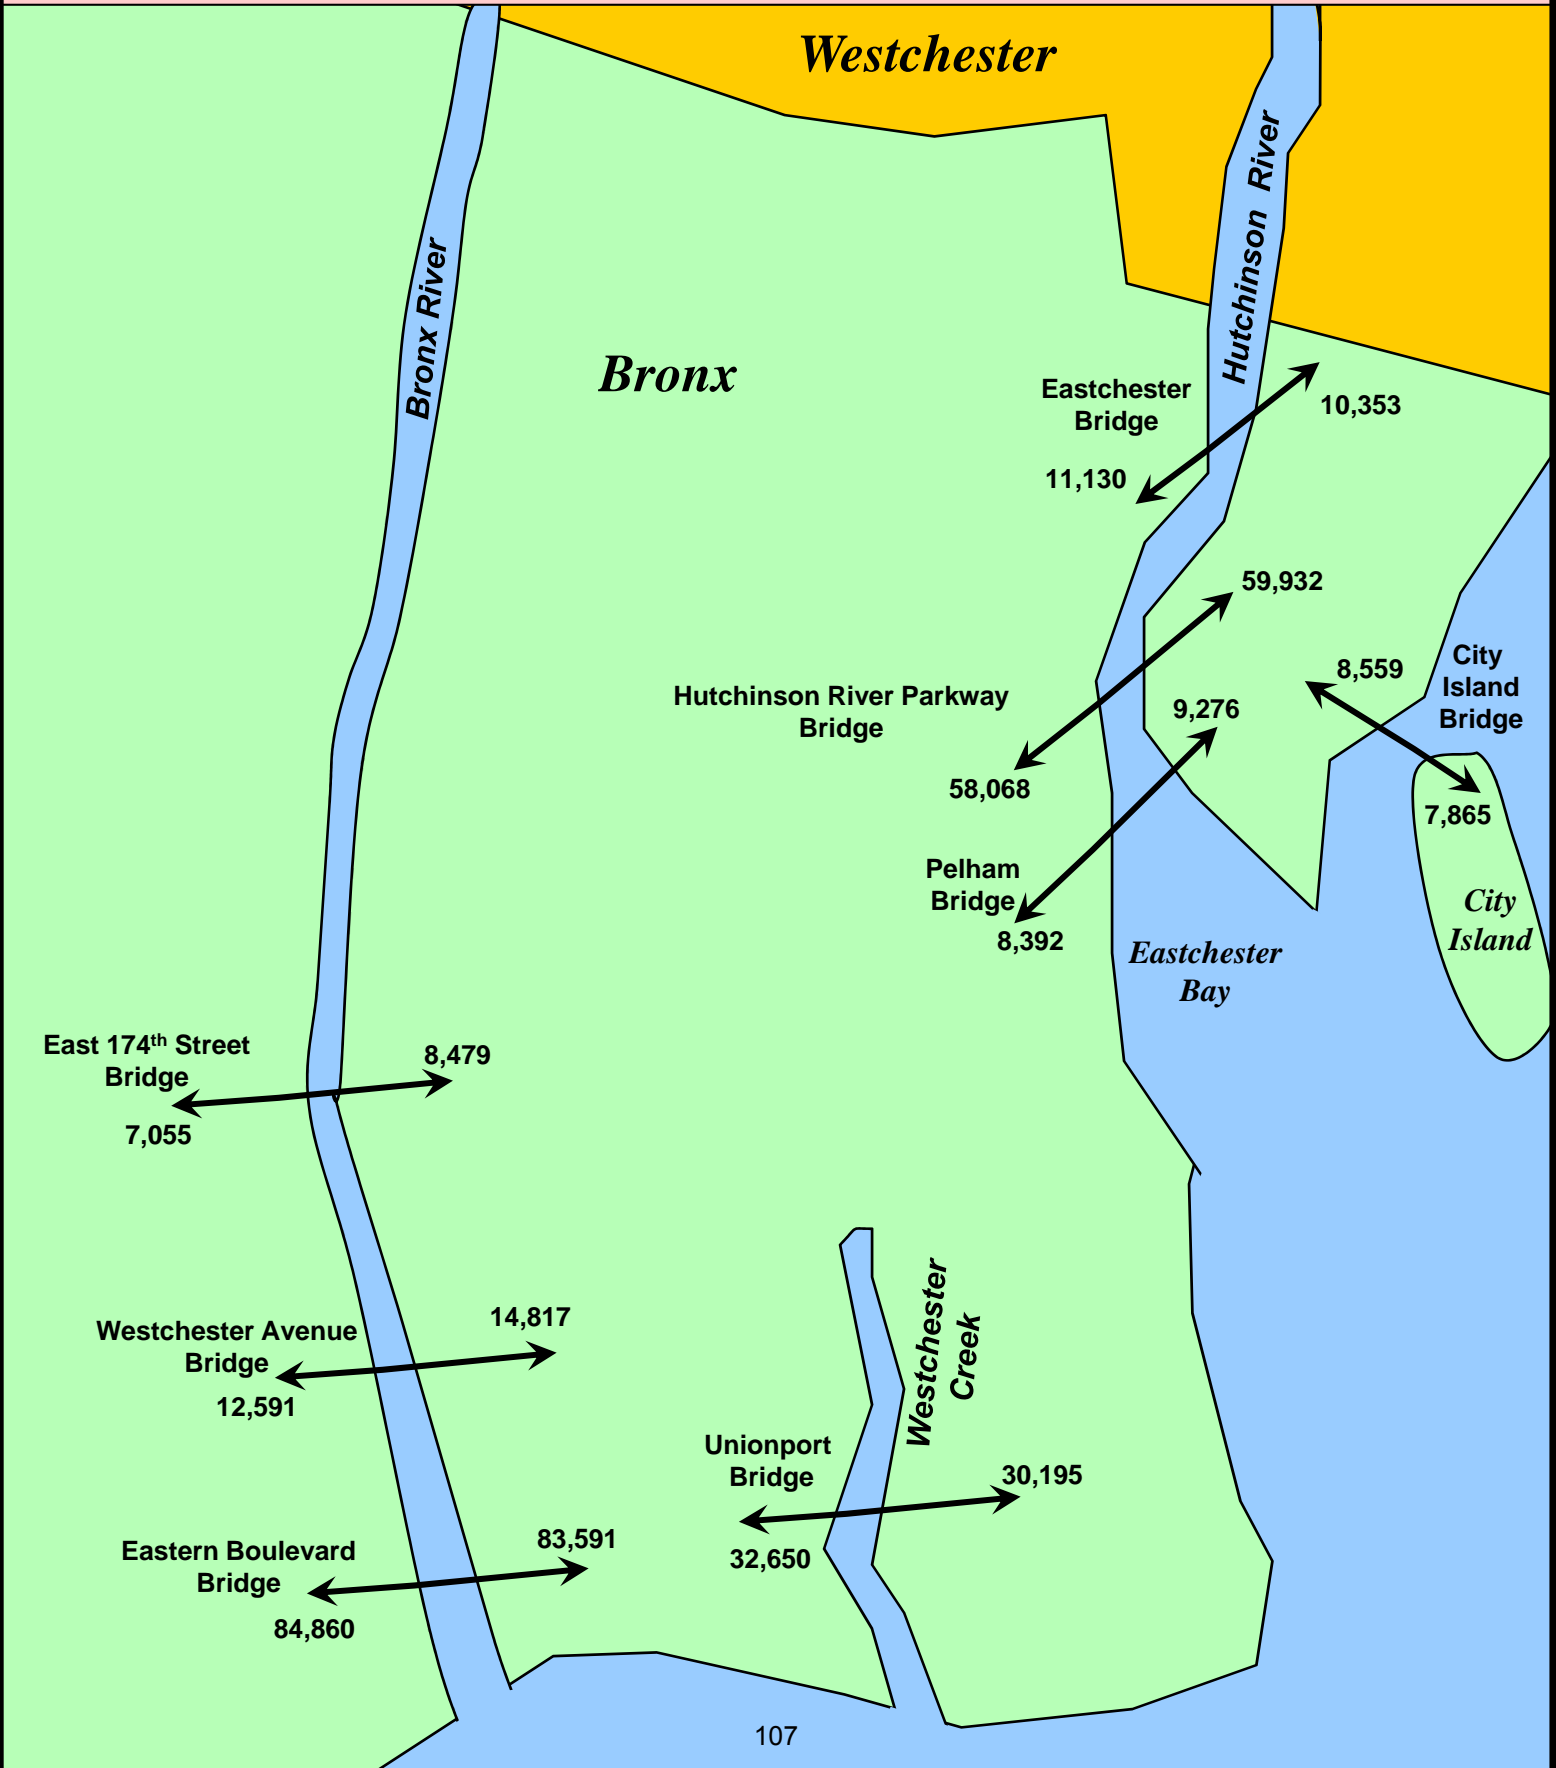 Westchester
Hutchinson River
Bronx River
Bronx
Eastchester
Bridge
10,353
11,130
59,932
City
Island
Bridge
8,559
Hutchinson River Parkway
Bridge
9,276
58,068
7,865
Pelham
Bridge
8,392
City
Island
Eastchester
Bay
East 174th Street
Bridge
8,479
7,055
Westchester
Creek
14,817
Westchester Avenue
Bridge
12,591
Unionport
Bridge
30,195
32,650
83,591
Eastern Boulevard
Bridge
84,860
107